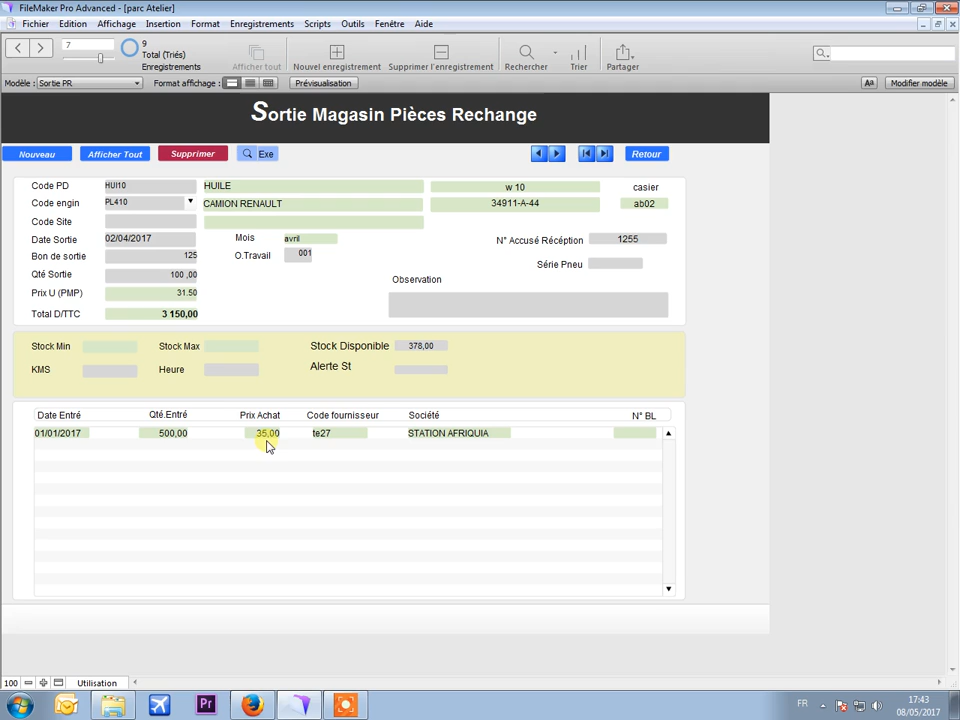 FileMaker Pro Advanced - [parc Atelier]
Fichier Edition Affichage Insertion Format Enregistrements Scripts Outils Fenêtre Aide
7
9
Total (Triés)
Enregistrements
Afficher tout
Nouvel enregistrement
Supprimer l'enregistrement
Rechercher
Trier
Partager
Modèle : Sortie PR
Format affichage :
Prévisualisation
Aa
Modifier modèle
Sortie Magasin Pièces Rechange
Nouveau
Afficher Tout
Supprimer
Exe
Retour
Code PD HUI10 HUILE w 10 casier
Code engin PL410 CAMION RENAULT 34911-A-44 ab02
Code Site
Date Sortie 02/04/2017 Mois avril N° Accusé Récéption 1255
Bon de sortie 125 O.Travail 001
Série Pneu
Qté Sortie 100 ,00 Observation
Prix U (PMP) 31.50
Total D/TTC 3 150,00
Stock Min Stock Max Stock Disponible 378,00
KMS Heure Alerte St
Date Entré Qté.Entré Prix Achat Code fournisseur Société N° BL
01/01/2017 500,00 35,00 te27 STATION AFRIQUIA
100 Utilisation
Pr
FR
17:43
08/05/2017